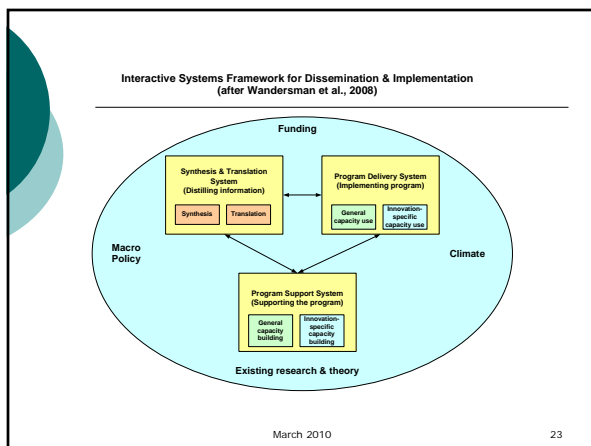 Interactive Systems Framework for Dissemination & Implementation
(after Wandersman et al., 2008)
Funding
Synthesis & Translation
System
(Distilling information)
Synthesis
Translation
Program Delivery System
(Implementing program)
General
capacity use
Innovation-
specific
capacity use
Macro
Policy
Climate
Program Support System
(Supporting the program)
General
capacity
building
Innovation-
specific
capacity
building
Existing research & theory
March 2010
23